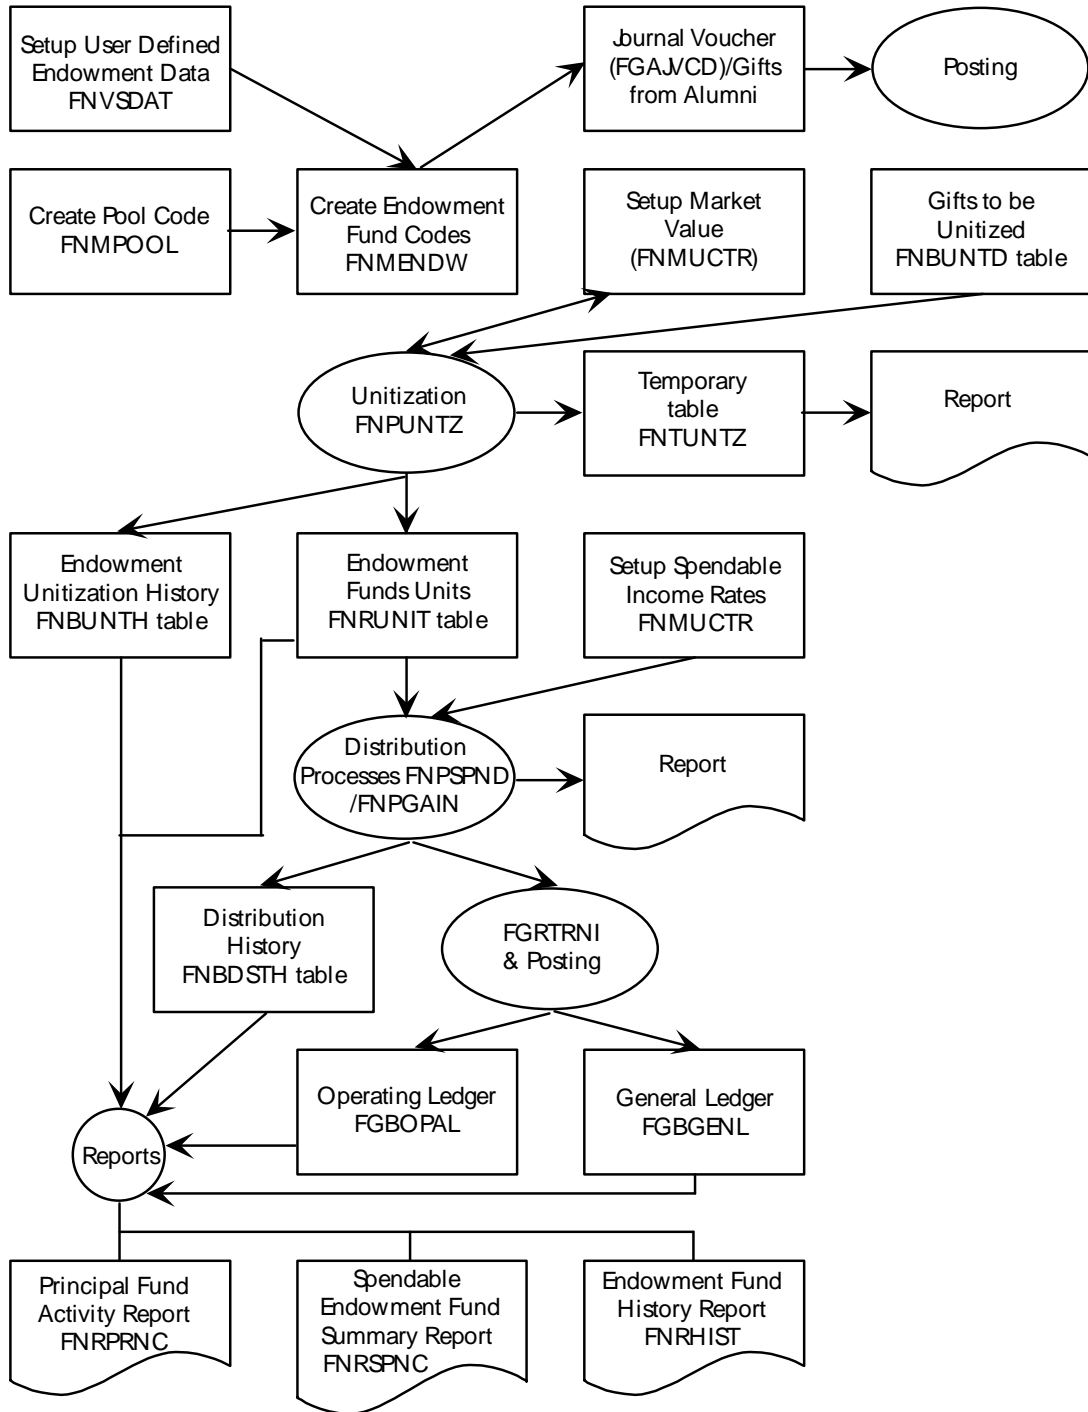 Setup User Defined
Endowment Data
FNVSDAT
Journal Voucher
(FGAJVCD)/Gifts
from Alumni
Posting
Create Pool Code
FNMPOOL
Create Endowment
Fund Codes
FNMENDW
Setup Market
Value
(FNMUCTR)
Gifts to be
Unitized
FNBUNTD table
Unitization
FNPUNTZ
Temporary
table
FNTUNTZ
Report
Endowment
Unitization History
FNBUNTH table
Endowment
Funds Units
FNRUNIT table
Setup Spendable
Income Rates
FNMUCTR
Distribution
Processes FNPSPND
/FNPGAIN
Report
Distribution
History
FNBDSTH table
FGRTRNI
& Posting
Operating Ledger
FGBOPAL
General Ledger
FGBGENL
Reports
Principal Fund
Activity Report
FNRPRNC
Spendable
Endowment Fund
Summary Report
FNRSPNC
Endowment Fund
History Report
FNRHIST